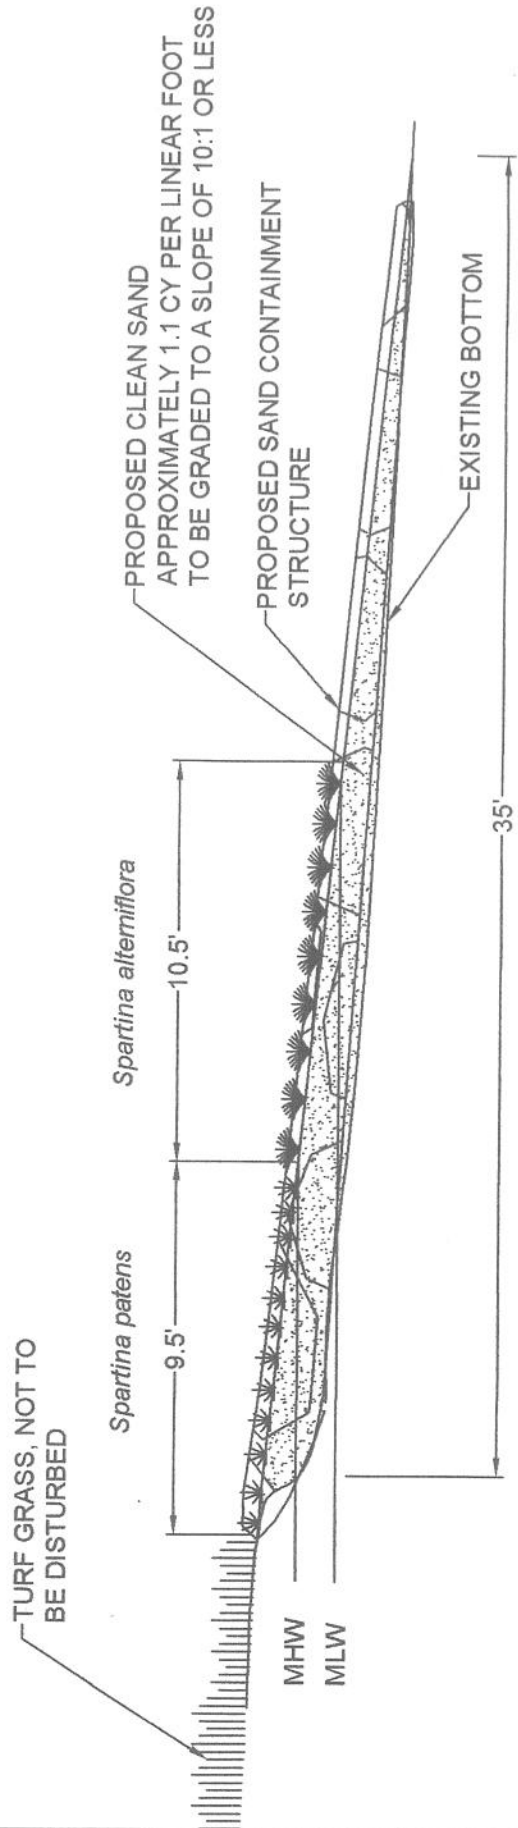 TURF GRASS, NOT TO
BE DISTURBED
Spartina patens
9.5'
Spartina alterniflora
10.5'
PROPOSED CLEAN SAND
APPROXIMATELY 1.1 CY PER LINEAR FOOT
TO BE GRADED TO A SLOPE OF 10:1 OR LESS
PROPOSED SAND CONTAINMENT
STRUCTURE
EXISTING BOTTOM
MHW
MLW
35'